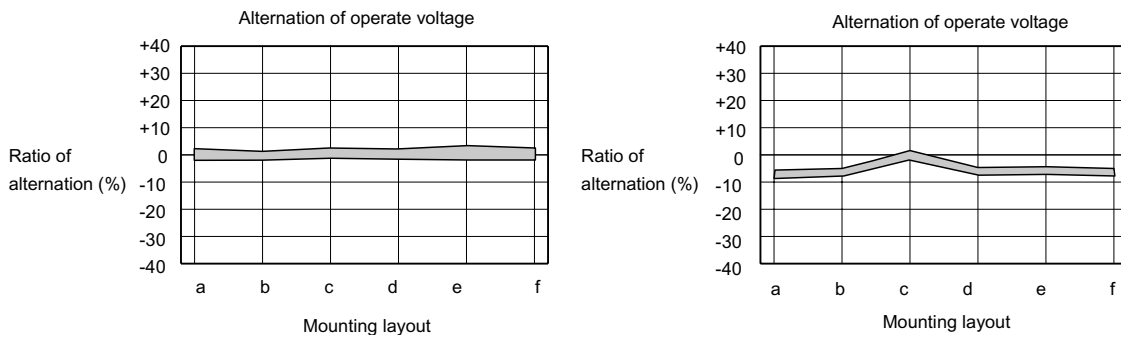 Alternation of operate voltage
+40
+30
+20
+10
0
-10
-20
-30
-40
Ratio of
alternation (%)
a b c d e f
Mounting layout
Alternation of operate voltage
+40
+30
+20
+10
0
-10
-20
-30
-40
Ratio of
alternation (%)
a b c d e f
Mounting layout